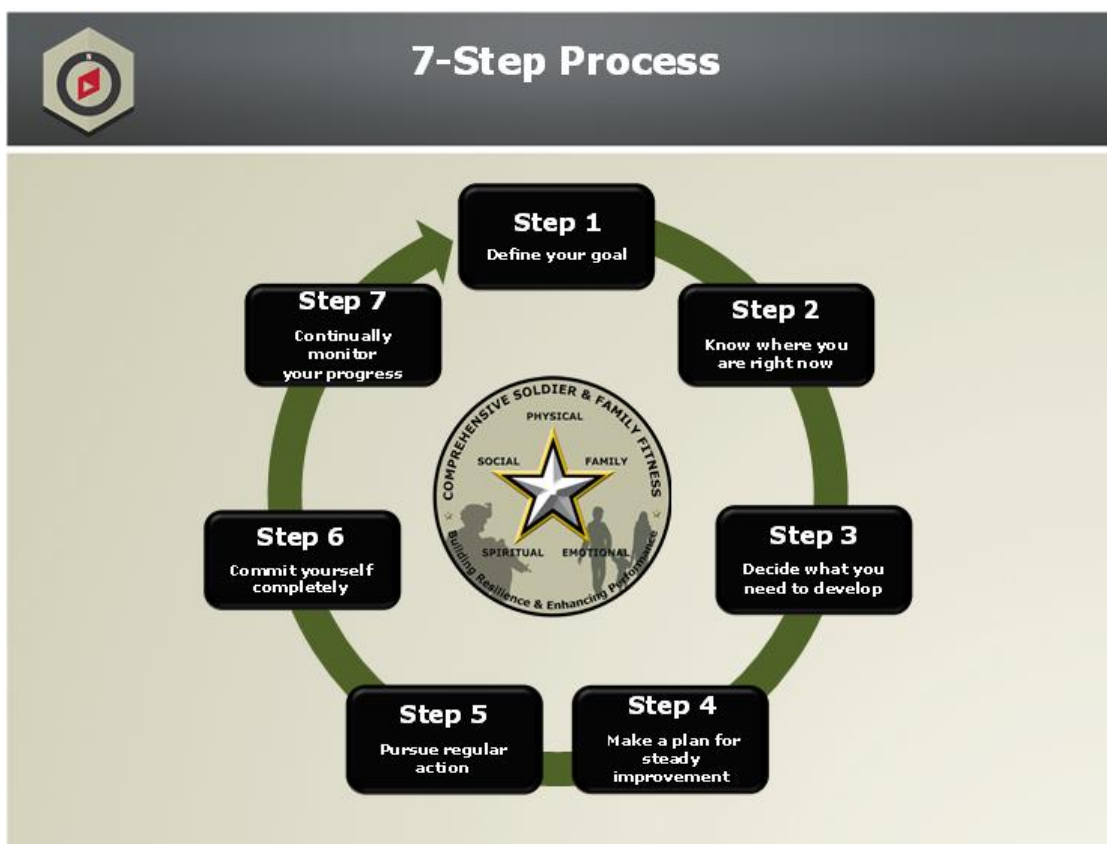 7-Step Process
N
Step 1
Define your goal
Step 2
Know where you
are right now
Step 3
Decide what you
need to develop
Step 4
Make a plan for
steady
improvement
Step 5
Pursue regular
action
Step 6
Commit yourself
completely
Step 7
Continually
monitor
your progress
COMPREHENSIVE SOLDIER & FAMILY FITNESS
PHYSICAL
SOCIAL
FAMILY
SPIRITUAL
EMOTIONAL
Building Resilience & Enhancing Performance